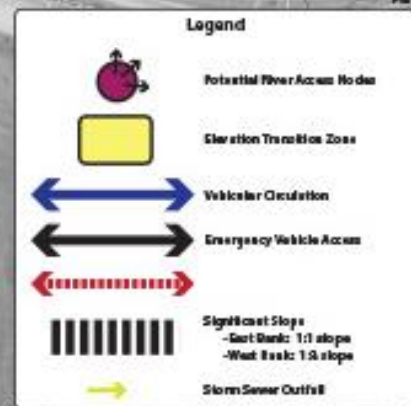 Legend
Potential River Access Nodes
Elevation Transition Zone
Vehicular Circulation
Emergency Vehicle Access
Significant Slope
-East Bank: 1:1 slope
-West Bank: slope
Storm Sewer Outfall